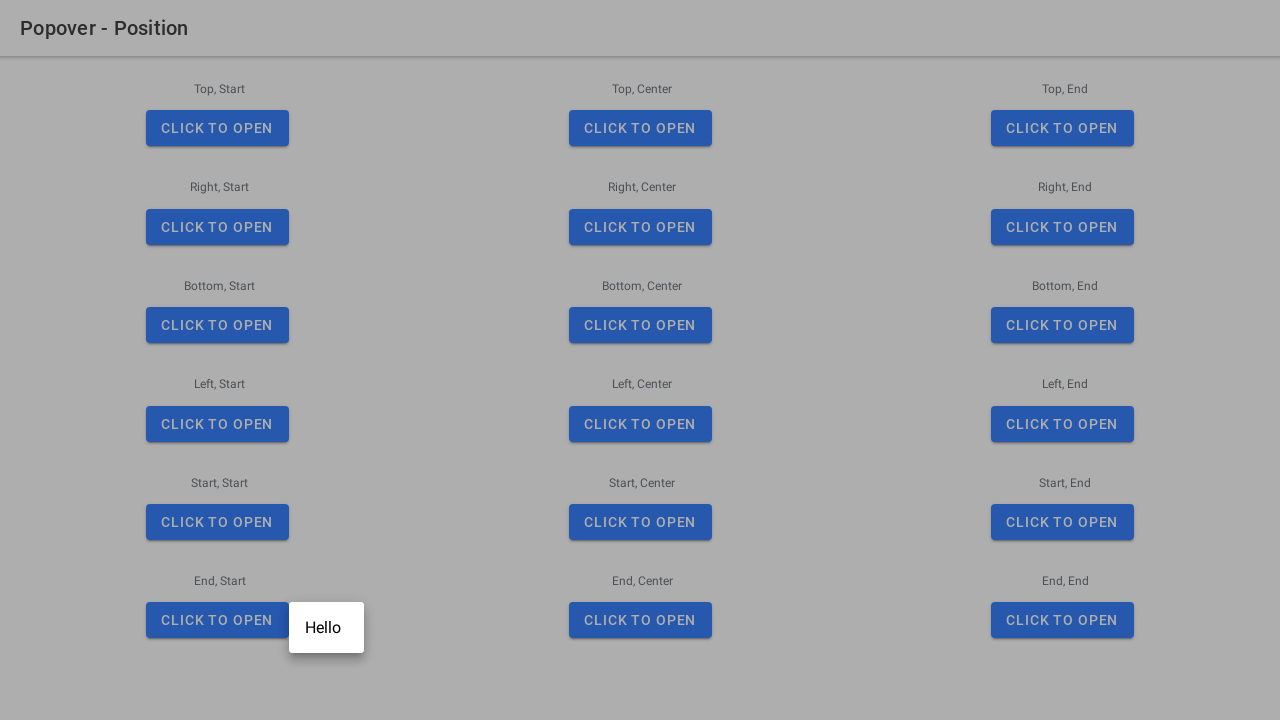 Popover - Position
Top, Start
Top, Center
Top, End
CLICK TO OPEN
CLICK TO OPEN
CLICK TO OPEN
Right, Start
Right, Center
Right, End
CLICK TO OPEN
CLICK TO OPEN
CLICK TO OPEN
Bottom, Start
Bottom, Center
Bottom, End
CLICK TO OPEN
CLICK TO OPEN
CLICK TO OPEN
Left, Start
Left, Center
Left, End
CLICK TO OPEN
CLICK TO OPEN
CLICK TO OPEN
Start, Start
Start, Center
Start, End
CLICK TO OPEN
CLICK TO OPEN
CLICK TO OPEN
End, Start
End, Center
End, End
CLICK TO OPEN
Hello
CLICK TO OPEN
CLICK TO OPEN